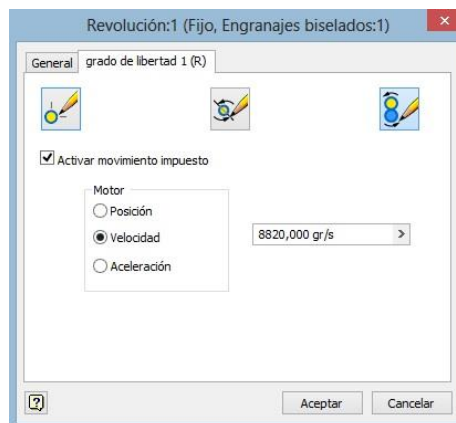 Revolución:1 (Fijo, Engranajes biselados:1)
General
grado de libertad 1 (R)
Activar movimiento impuesto
Motor
Posición
Velocidad
8820,000 gr/s
Aceleración
Aceptar
Cancelar